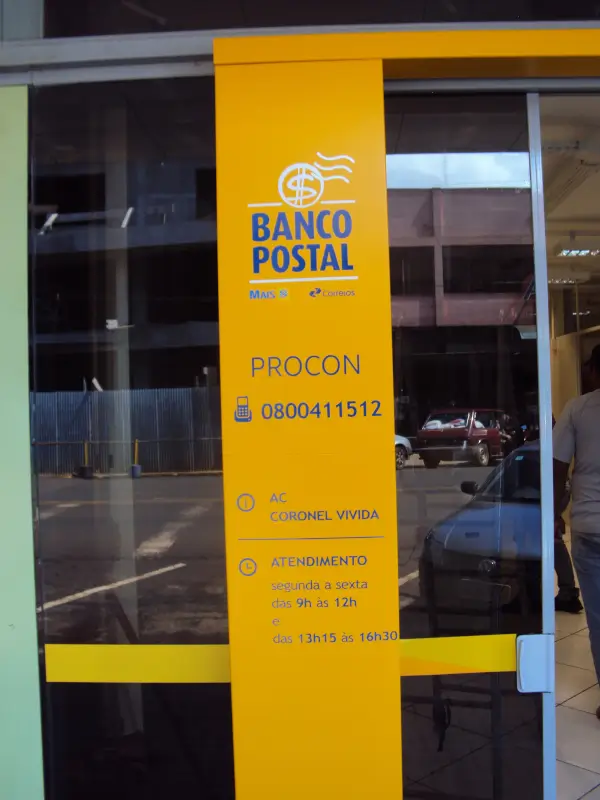 BANCO
POSTAL
MAIS
Correios
PROCON
0800411512
AC
CORONEL VIVIDA
ATENDIMENTO
segunda a sexta
das 9h às 12h
e
das 13h15 às 16h30